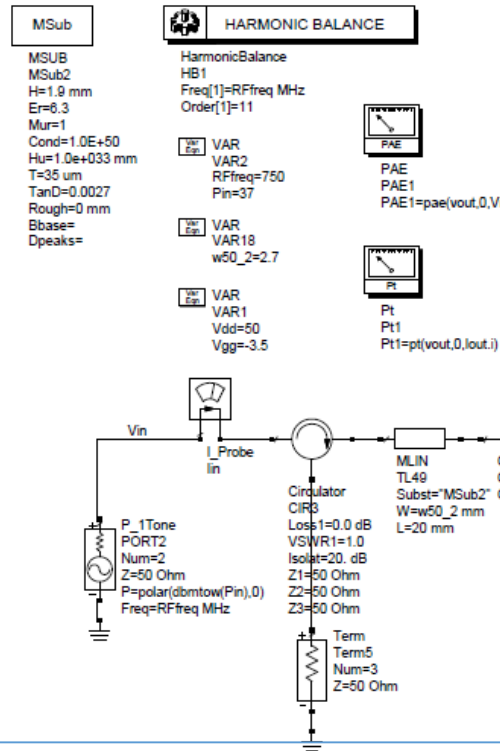 MSub
MSUB
MSub2
H=1.9 mm
Er=6.3
Mur=1
Cond=1.0E+50
Hu=1.0e+033 mm
T=35 um
TanD=0.0027
Rough=0 mm
Bbase=
Dpeaks=
HARMONIC BALANCE
HarmonicBalance
HB1
Freq[1]=RFfreq MHz
Order[1]=11
Var
Eqn
VAR
VAR2
RFfreq=750
Pin=37
Var
Eqn
VAR
VAR18
w50_2=2.7
Var
Eqn
VAR
VAR1
Vdd=50
Vgg=-3.5
PAE
PAE
PAE1
PAE1=pae(vout,0,V
Pt
Pt
Pt1
Pt1=pt(vout,0,Iout.i)
Vin
I_Probe
Iin
P_1Tone
PORT2
Num=2
Z=50 Ohm
P=polar(dbmtow(Pin),0)
Freq=RFfreq MHz
Circulator
CIR3
Loss1=0.0 dB
VSWR1=1.0
Isolat=20. dB
Z1=50 Ohm
Z2=50 Ohm
Z3=50 Ohm
MLIN
TL49
Subst="MSub2"
W=w50_2 mm
L=20 mm
Term
Term5
Num=3
Z=50 Ohm